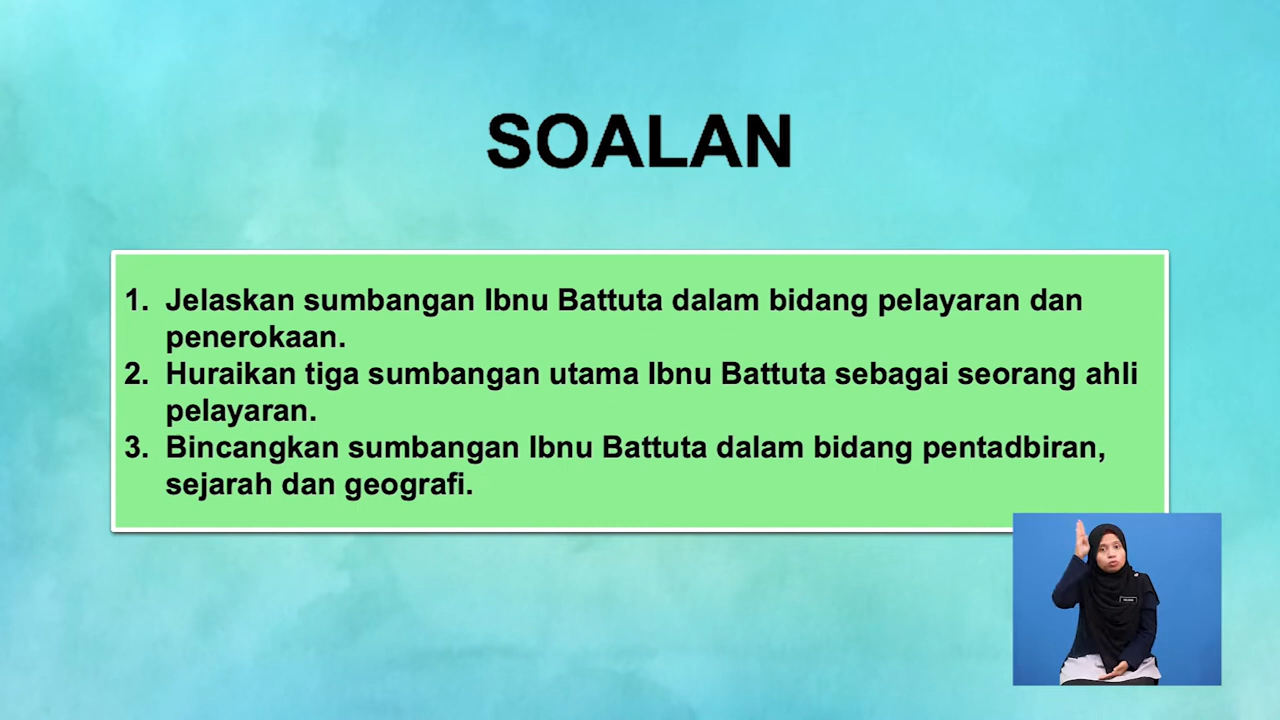 SOALAN
1. Jelaskan sumbangan Ibnu Battuta dalam bidang pelayaran dan
penerokaan.
2. Huraikan tiga sumbangan utama Ibnu Battuta sebagai seorang ahli
pelayaran.
3. Bincangkan sumbangan Ibnu Battuta dalam bidang pentadbiran,
sejarah dan geografi.